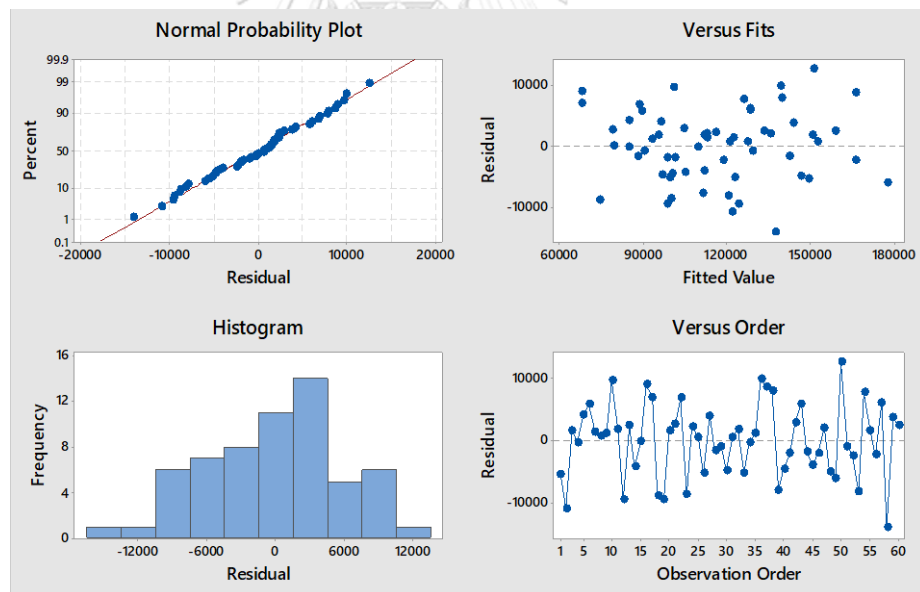 Normal Probability Plot
99.9
99
90
50
10
1
0.1
Percent
-20000 -10000 0 10000 20000
Residual
Versus Fits
10000
0
-10000
Residual
60000 90000 120000 150000 180000
Fitted Value
Histogram
16
12
8
4
0
Frequency
-12000 -6000 0 6000 12000
Residual
Versus Order
10000
0
-10000
Residual
1 5 10 15 20 25 30 35 40 45 50 55 60
Observation Order